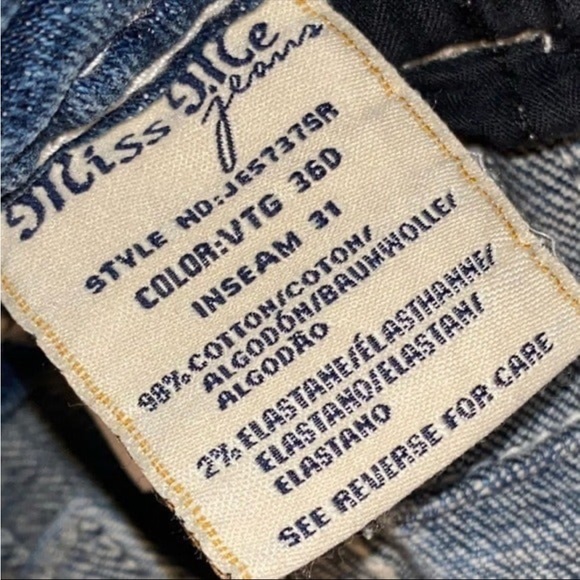 Miss Me
jeans
STYLE NO:JE5737SR
COLOR:VTG 36D
INSEAM 31
98%COTTON/COTON/
ALGODÓN/BAUMWOLLE/
ALGODÃO
2%ELASTANE/ÉLASTHANNE/
ELASTANO/ELASTAN/
ELASTANO
SEE REVERSE FOR CARE